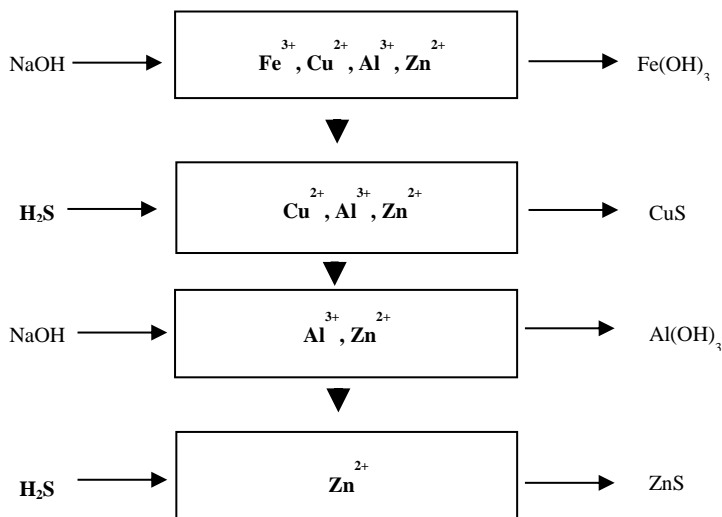 NaOH Fe³⁺, Cu²⁺, Al³⁺, Zn²⁺ Fe(OH)₃
H₂S Cu²⁺, Al³⁺, Zn²⁺ CuS
NaOH Al³⁺, Zn²⁺ Al(OH)₃
H₂S Zn²⁺ ZnS